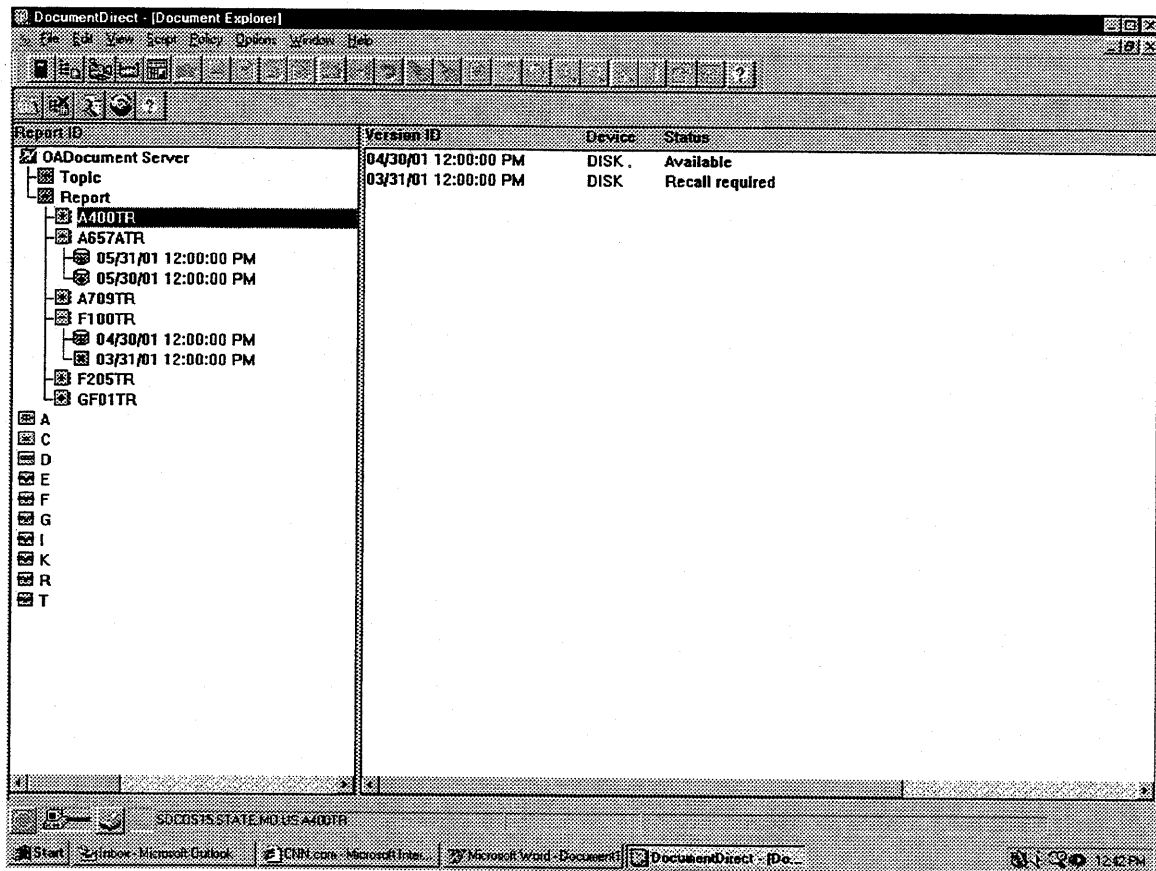 DocumentDirect - [Document Explorer]
File Edit View Script Policy Options Window Help
Report ID
Version ID Device Status
OADocument Server
Topic
Report
A400TR
A657ATR
05/31/01 12:00:00 PM
05/30/01 12:00:00 PM
A709TR
F100TR
04/30/01 12:00:00 PM
03/31/01 12:00:00 PM
F205TR
GF01TR
A
C
D
E
F
G
I
K
R
T
04/30/01 12:00:00 PM DISK . Available
03/31/01 12:00:00 PM DISK Recall required
SDCOSTS.STATE.MO.US A400TR
Start Inbox - Microsoft Outlook CNN.com - Microsoft Inter... Microsoft Word - Document1 DocumentDirect - [Do... 12:42 PM